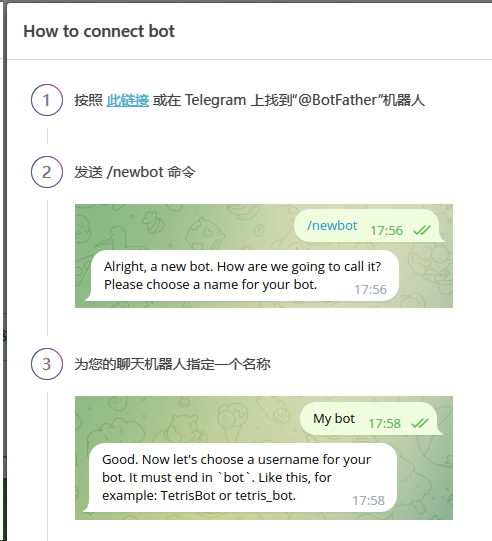 How to connect bot
1 按照 此链接 或在 Telegram 上找到“@BotFather”机器人
2 发送 /newbot 命令
/newbot 17:56
Alright, a new bot. How are we going to call it?
Please choose a name for your bot. 17:56
3 为您的聊天机器人指定一个名称
My bot 17:58
Good. Now let's choose a username for your
bot. It must end in `bot`. Like this, for
example: TetrisBot or tetris_bot. 17:58